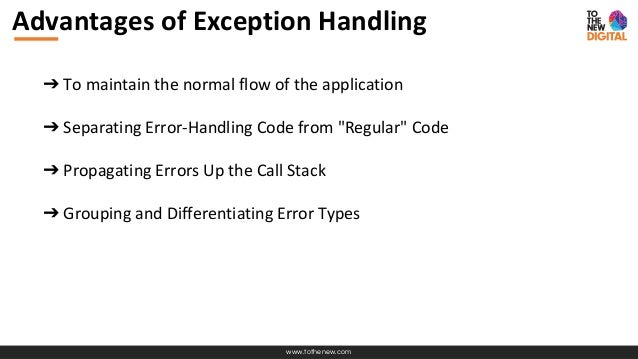 Advantages of Exception Handling
TO
THE
NEW
DIGITAL
➔ To maintain the normal flow of the application
➔ Separating Error-Handling Code from "Regular" Code
➔ Propagating Errors Up the Call Stack
➔ Grouping and Differentiating Error Types
www.tothenew.com